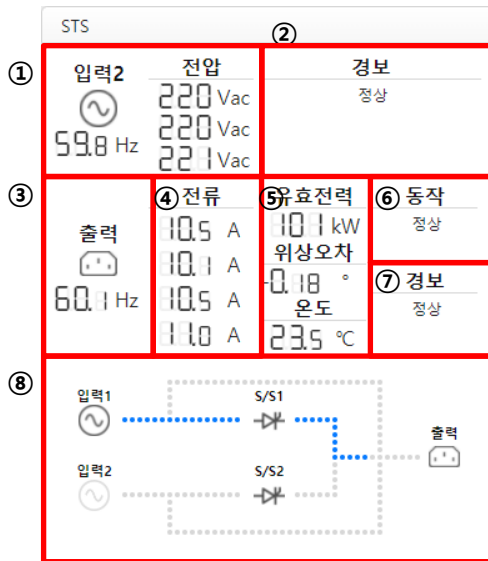 STS
②
①
입력2
59.8 Hz
전압
220 Vac
220 Vac
221 Vac
경보
정상
③
출력
60.1 Hz
④ 전류
10.5 A
10.1 A
10.5 A
11.0 A
⑤ 유효전력
101 kW
위상오차
-0.18 °
온도
23.5 ℃
⑥ 동작
정상
⑦ 경보
정상
⑧
입력1
S/S1
출력
입력2
S/S2